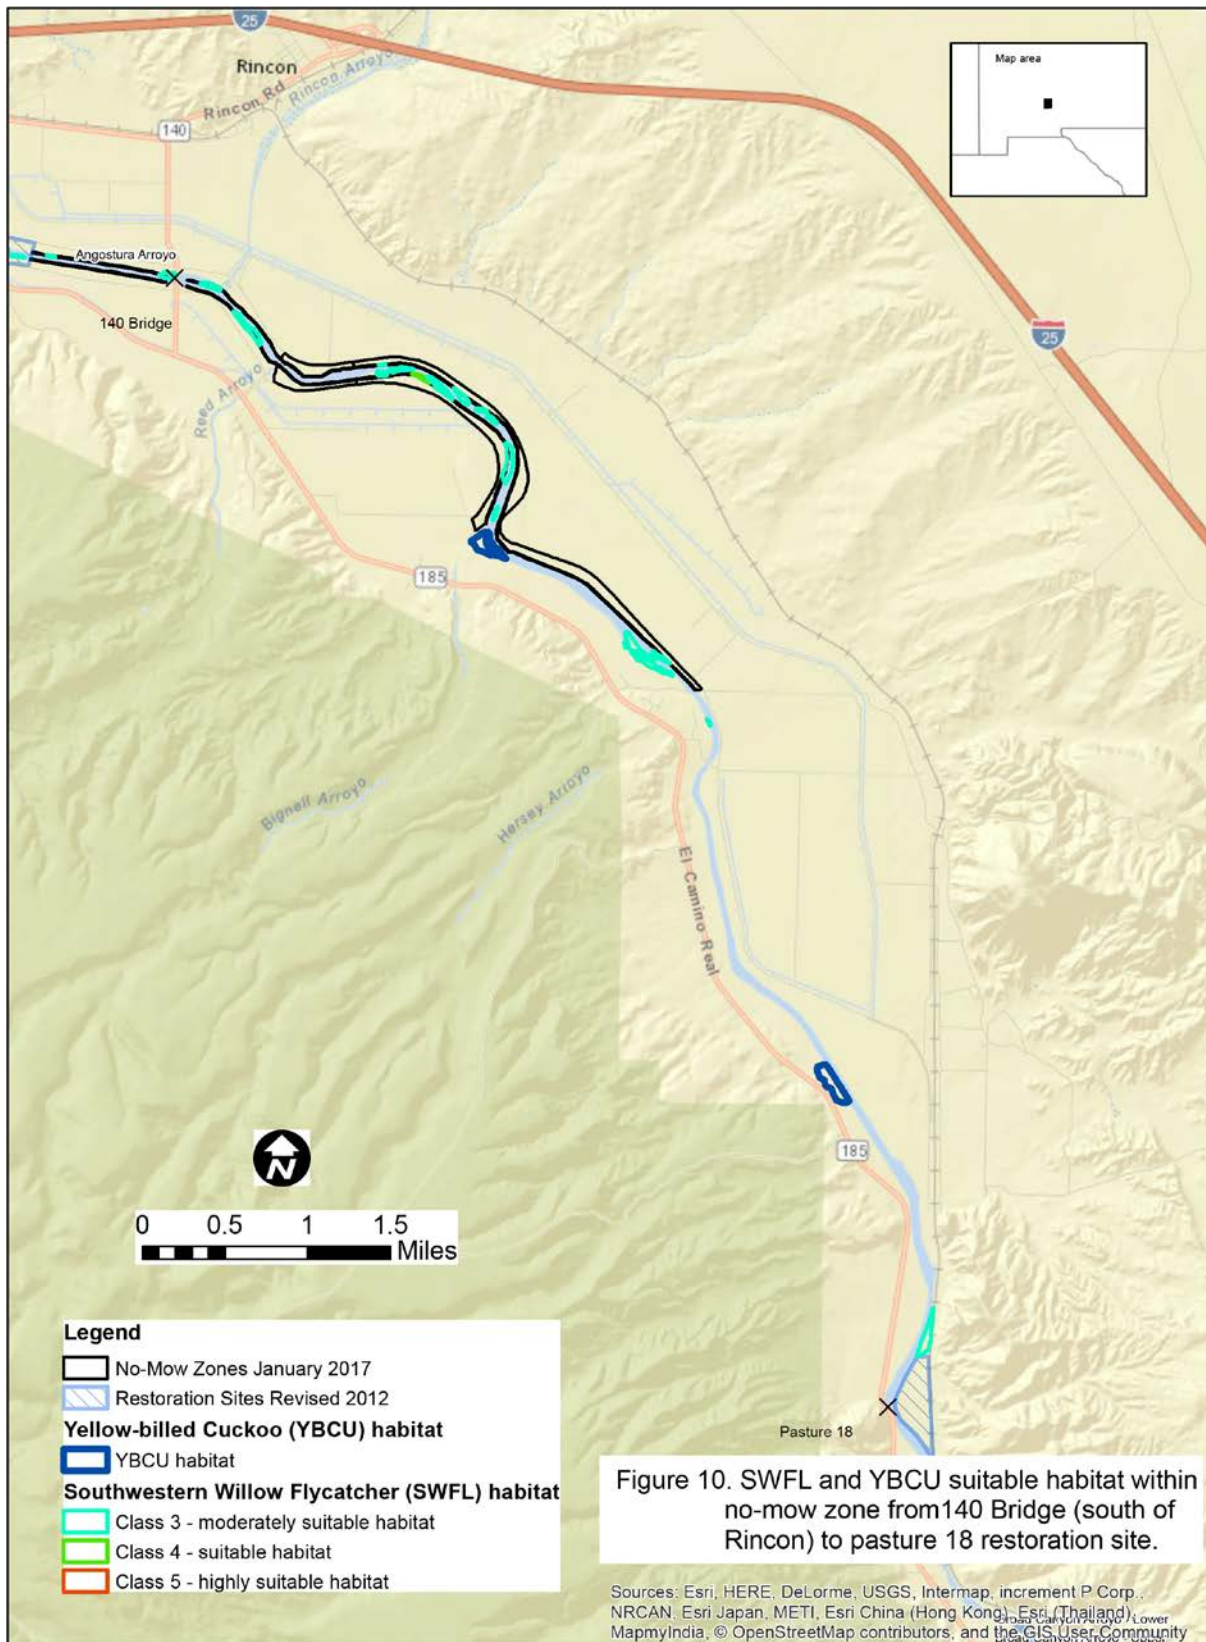 25
Rincon
Rincon Arroyo
Rincon Rd
140
Map area
Angostura Arroyo
140 Bridge
25
Reed Arroyo
185
Bignell Arroyo
Hersey Arroyo
El Camino Real
185
N
0 0.5 1 1.5
Miles
Pasture 18
Legend
No-Mow Zones January 2017
Restoration Sites Revised 2012
Yellow-billed Cuckoo (YBCU) habitat
YBCU habitat
Southwestern Willow Flycatcher (SWFL) habitat
Class 3 - moderately suitable habitat
Class 4 - suitable habitat
Class 5 - highly suitable habitat
Figure 10. SWFL and YBCU suitable habitat within
no-mow zone from140 Bridge (south of
Rincon) to pasture 18 restoration site.
Sources: Esri, HERE, DeLorme, USGS, Intermap, increment P Corp.,
NRCAN, Esri Japan, METI, Esri China (Hong Kong), Esri (Thailand),
MapmyIndia, © OpenStreetMap contributors, and the GIS User Community